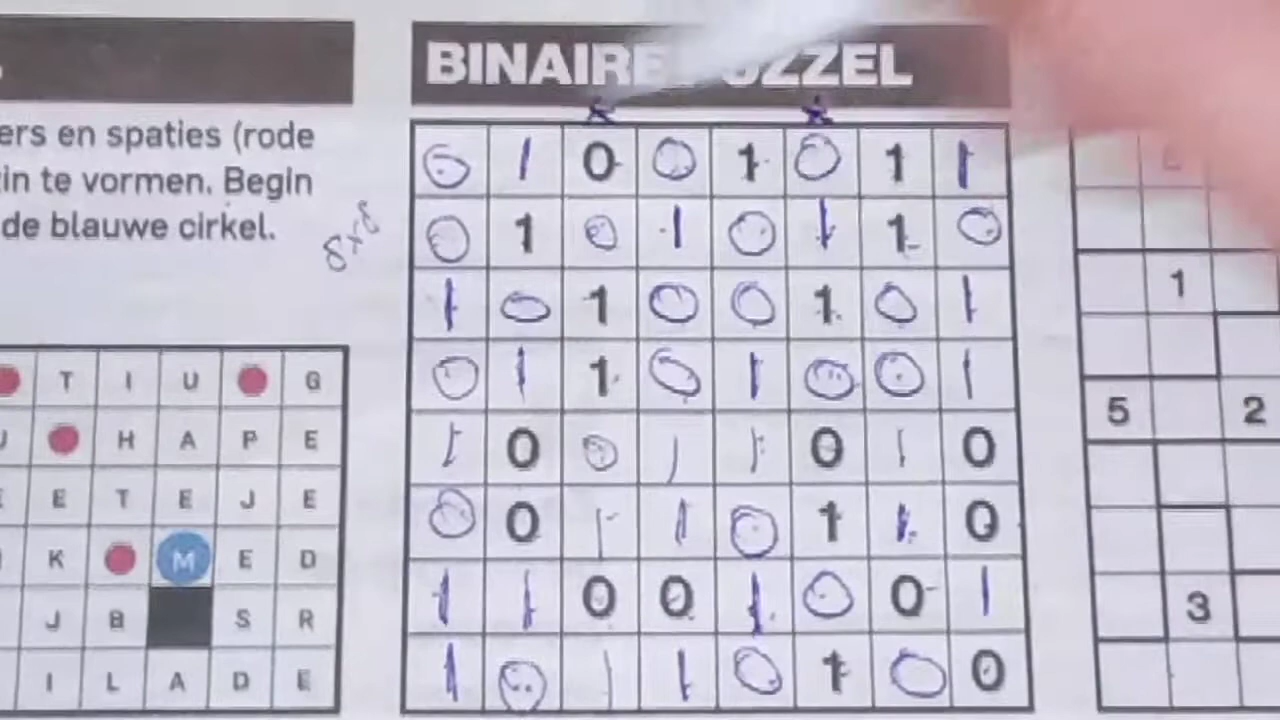 BINAIRE PUZZEL
ers en spaties (rode
in te vormen. Begin
de blauwe cirkel.
8x8
0 1 0 0 1 0 1 1
0 1 0 1 0 1 1 0
1 0 1 0 0 1 0 1
0 1 1 0 1 0 0 1
1 0 0 1 1 0 1 0
0 0 1 1 0 1 1 0
1 1 0 0 1 0 0 1
1 0 1 1 0 1 0 0
T I U G
H A P E
E T E J E
K M E D
J B S R
I L A D E
1
5 2
3